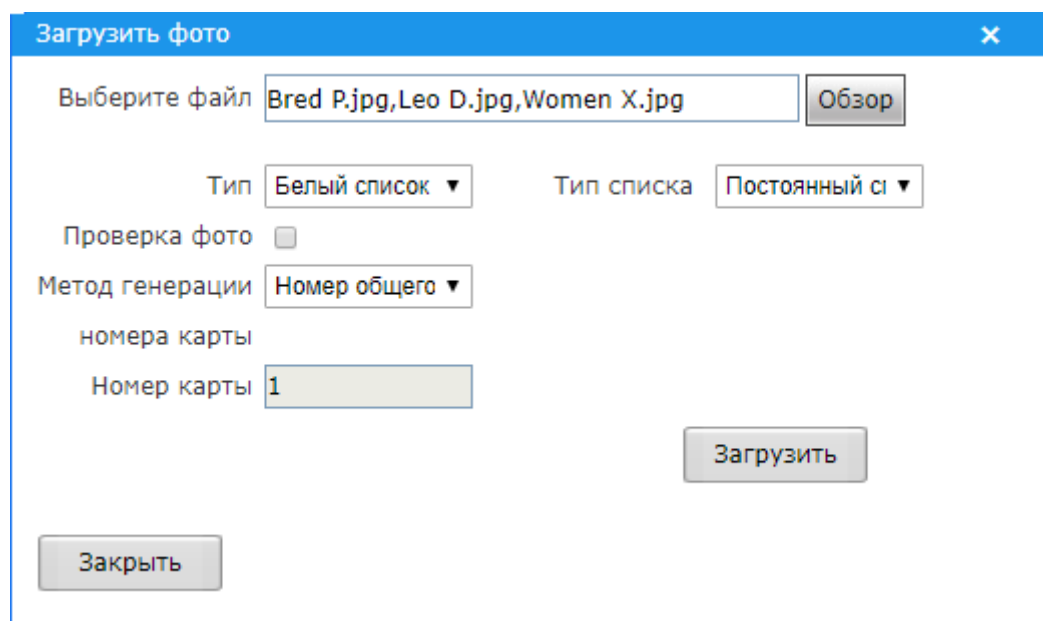 Загрузить фото
Выберите файл Bred P.jpg,Leo D.jpg,Women X.jpg Обзор
Тип Белый список Тип списка Постоянный
Проверка фото
Метод генерации Номер общего
номера карты
Номер карты 1
Загрузить
Закрыть